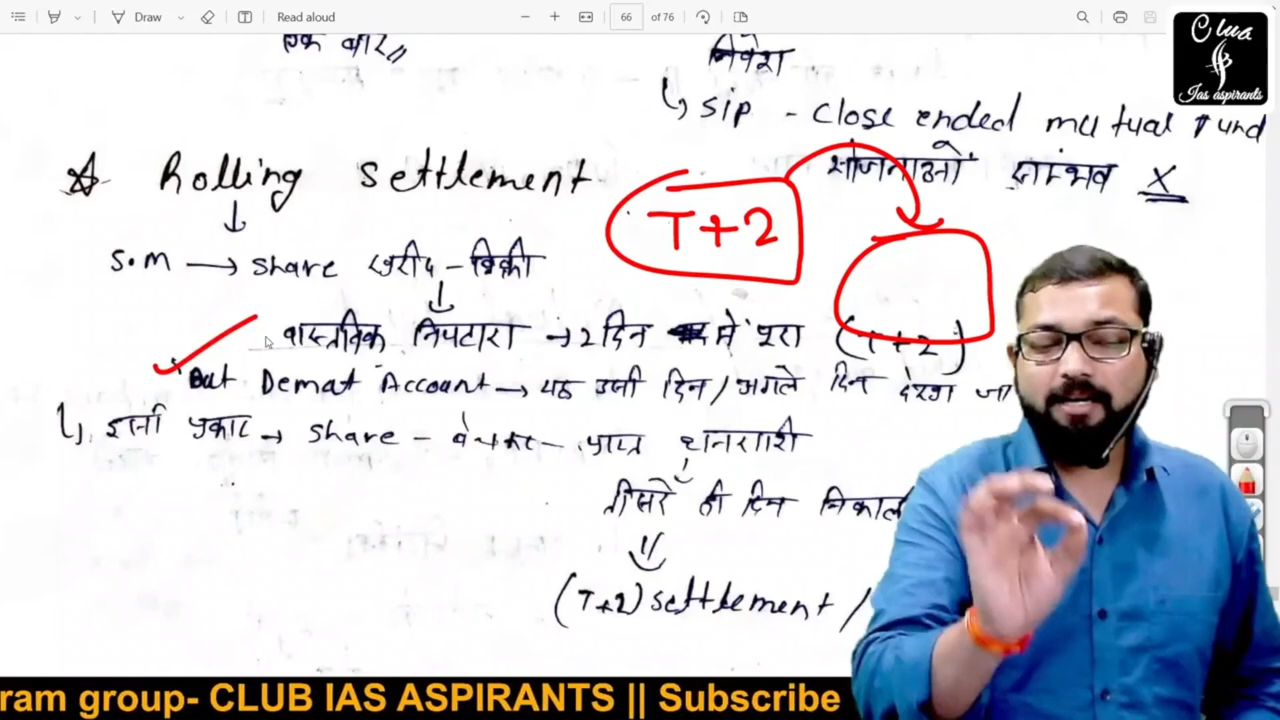 Draw
Read aloud
66 of 76
Clua
Ias aspirants
एक बार
निवेश
↳ SIP - Close ended mutual fund
योजनाओं में संभव X
☆ Rolling Settlement
T+2
S.M → Share खरीद - बिक्री
वास्तविक निपटारा → 2 दिन में पूरा (T+2)
But Demat Account → यह उसी दिन / अगले दिन देखा जा
↳ इसी प्रकार → Share - बेचकर - प्राप्त धनराशी
तीसरे ही दिन निकाल
(T+2) settlement /
ram group- CLUB IAS ASPIRANTS || Subscribe